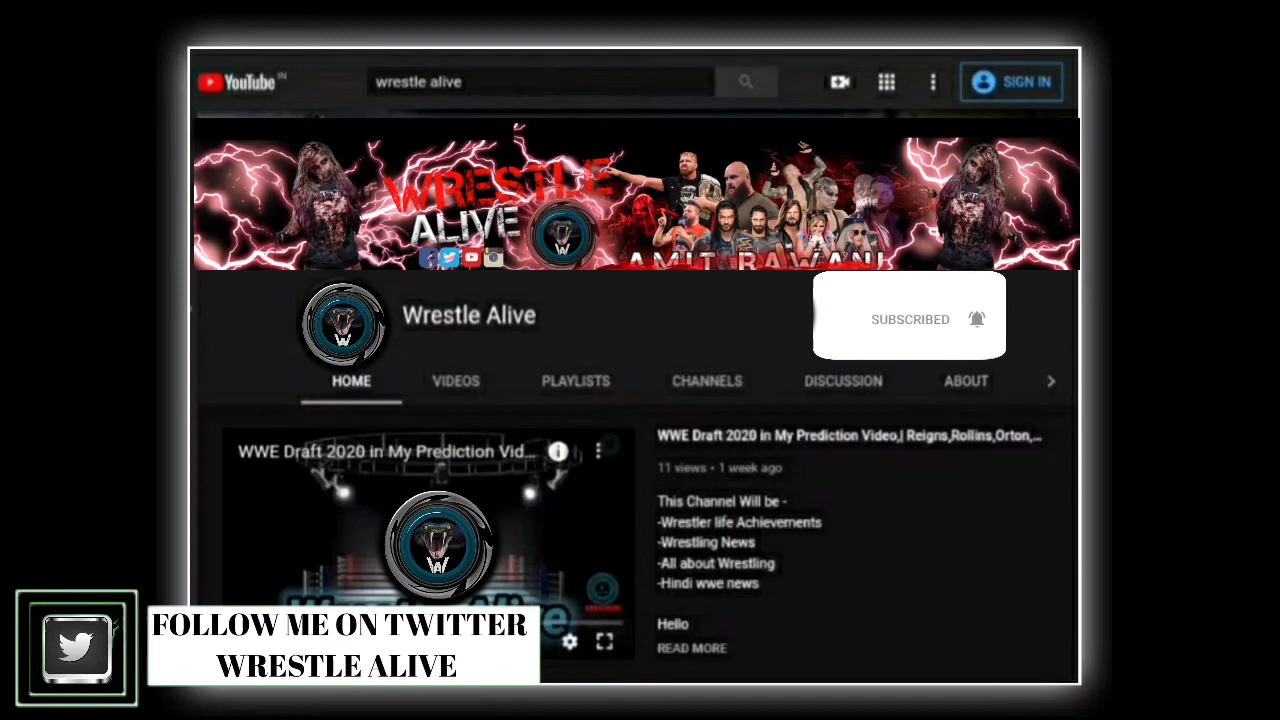 YouTube IN
wrestle alive
SIGN IN
WRESTLE
ALIVE
AMIT RAWANI
Wrestle Alive
SUBSCRIBED
HOME
VIDEOS
PLAYLISTS
CHANNELS
DISCUSSION
ABOUT
WWE Draft 2020 in My Prediction Vid...
WWE Draft 2020 in My Prediction Video,| Reigns,Rollins,Orton,...
11 views • 1 week ago
This Channel Will be -
-Wrestler life Achievements
-Wrestling News
-All about Wrestling
-Hindi wwe news
Hello
READ MORE
Wrestle Alive
FOLLOW ME ON TWITTER
WRESTLE ALIVE